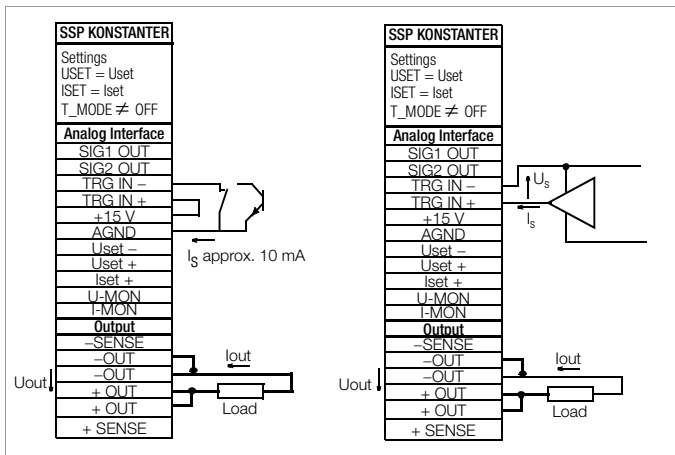 SSP KONSTANTER
Settings
USET = Uset
ISET = Iset
T_MODE ≠ OFF
Analog Interface
SIG1 OUT
SIG2 OUT
TRG IN –
TRG IN +
+15 V
AGND
Uset –
Uset +
Iset +
U-MON
I-MON
Output
–SENSE
–OUT
–OUT
+ OUT
+ OUT
+ SENSE
IS approx. 10 mA
Iout
Uout
Load
SSP KONSTANTER
Settings
USET = Uset
ISET = Iset
T_MODE ≠ OFF
Analog Interface
SIG1 OUT
SIG2 OUT
TRG IN –
TRG IN +
+15 V
AGND
Uset –
Uset +
Iset +
U-MON
I-MON
Output
–SENSE
–OUT
–OUT
+ OUT
+ OUT
+ SENSE
Us
Is
Iout
Uout
Load